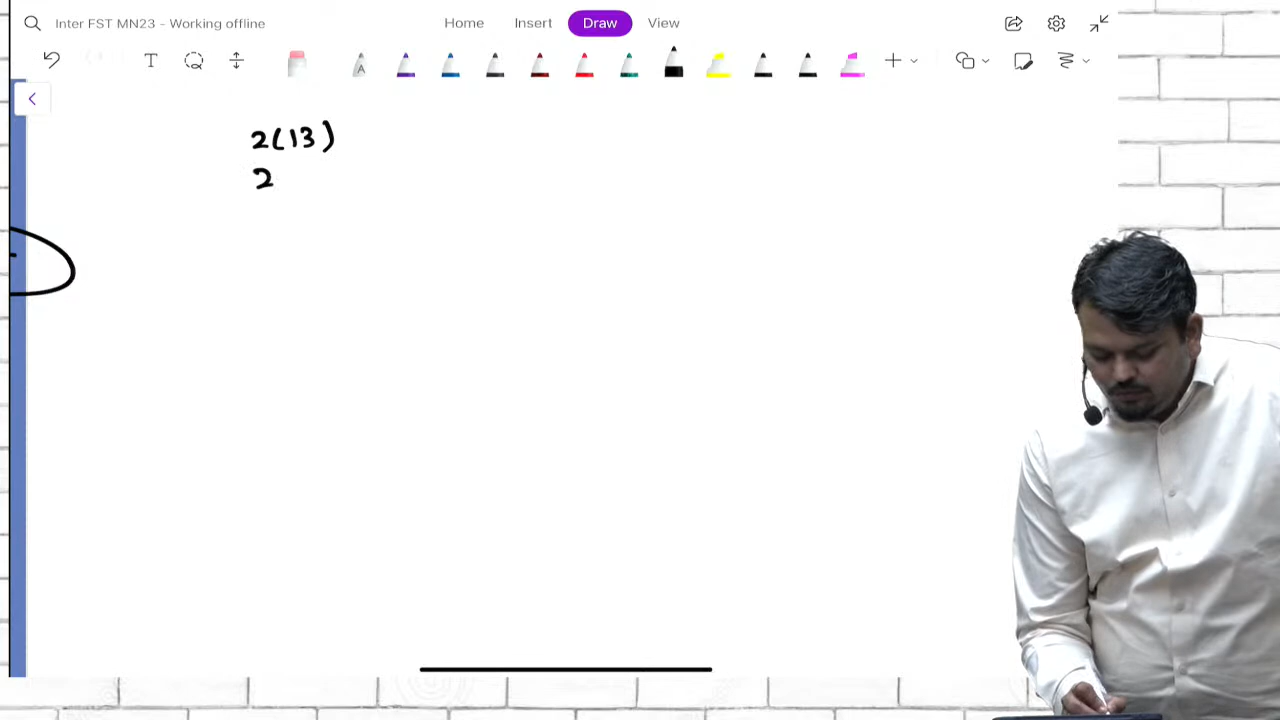 Inter FST MN23 - Working offline
Home Insert Draw View
T
A
2(13)
2